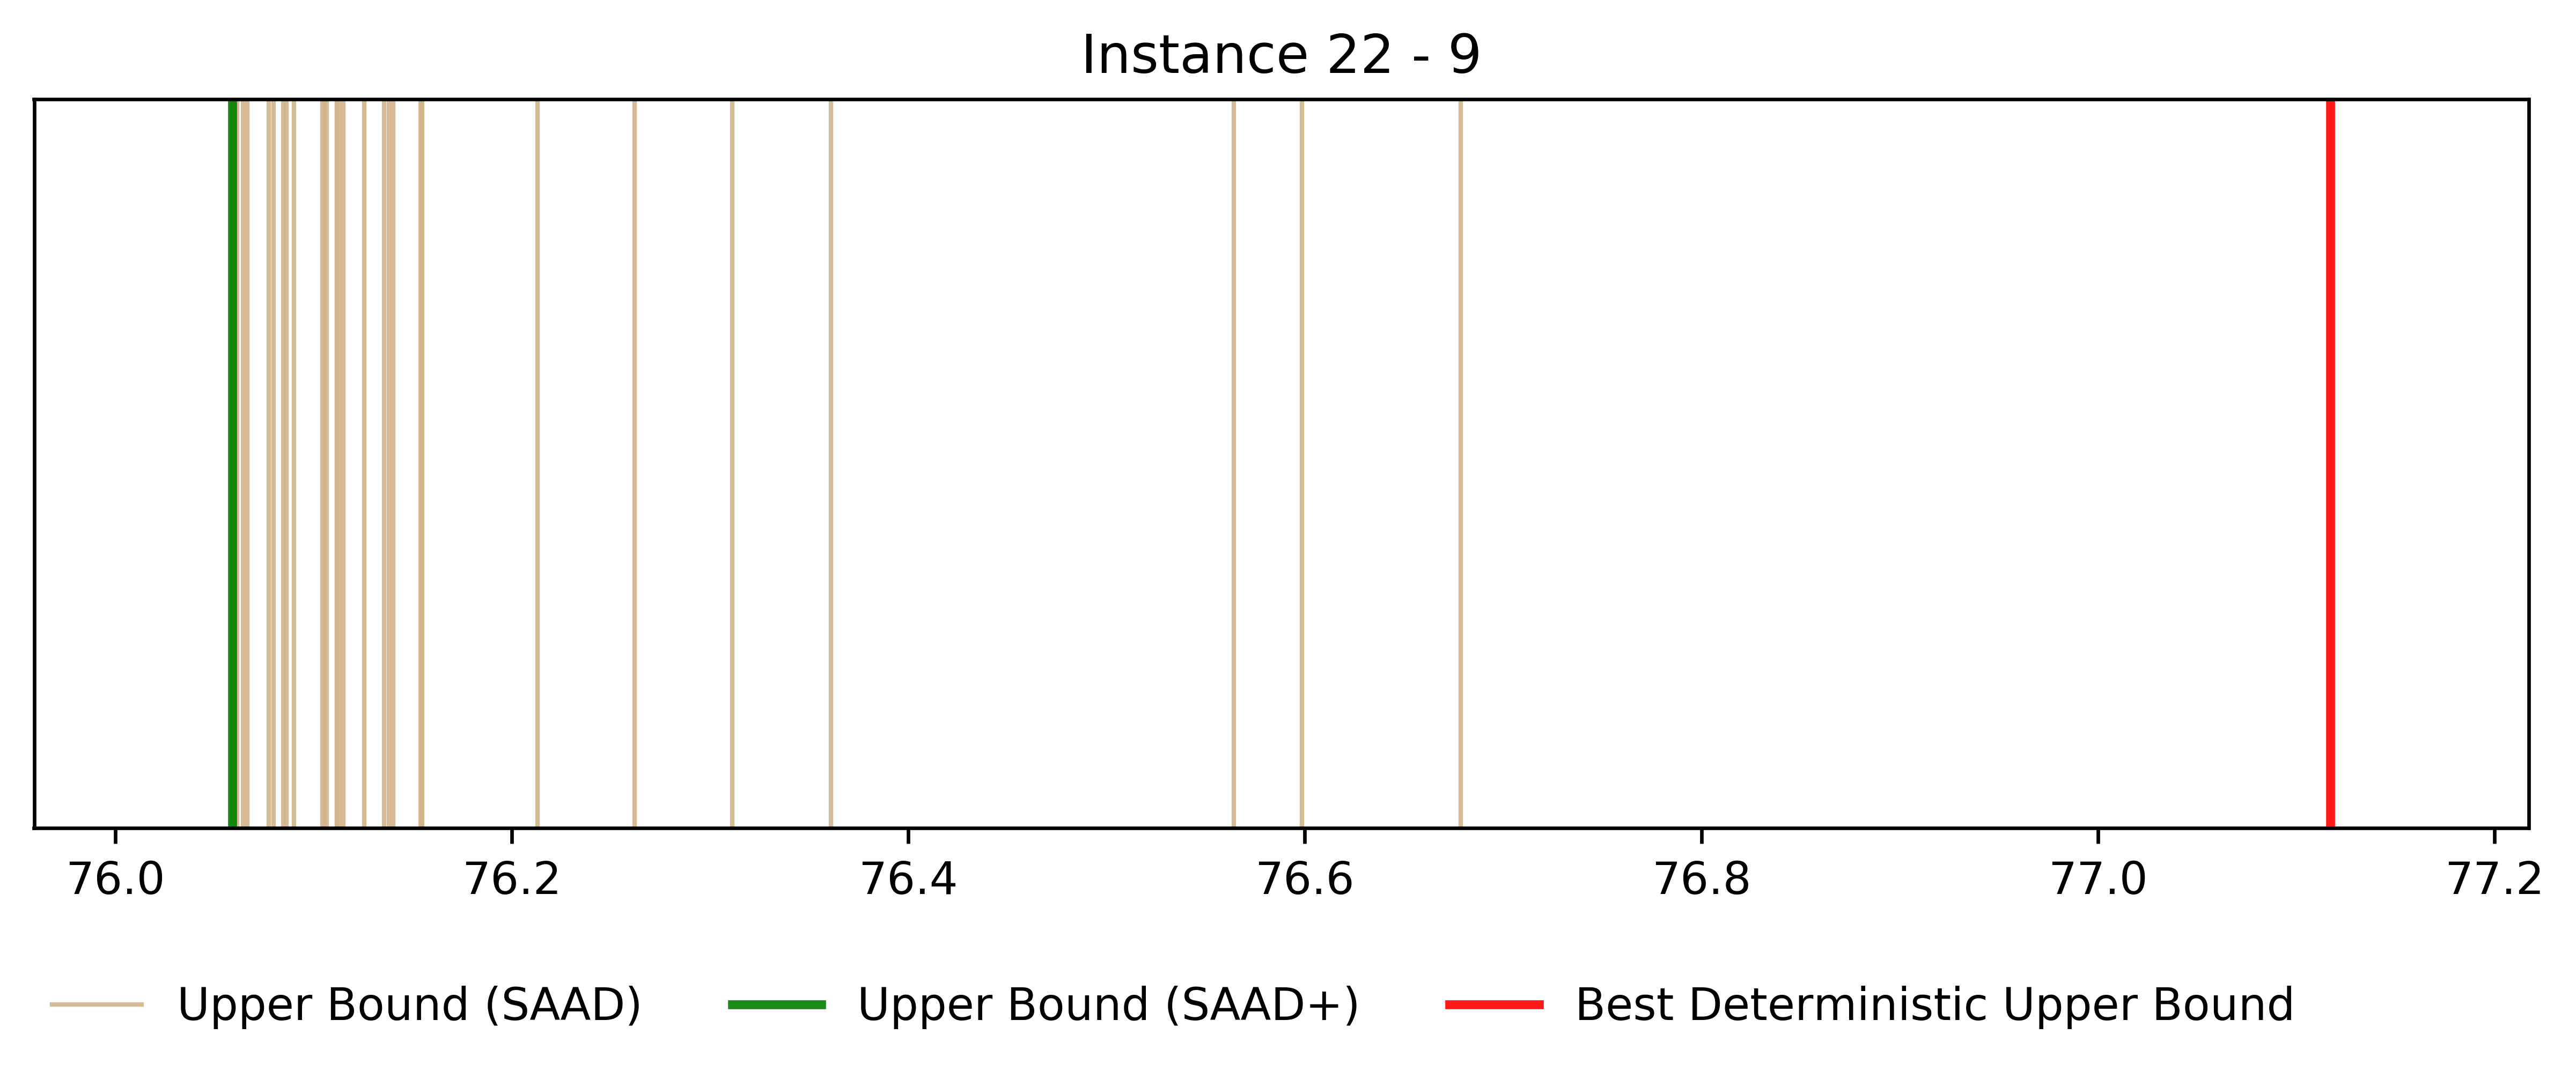 Instance 22 - 9
76.0 76.2 76.4 76.6 76.8 77.0 77.2
Upper Bound (SAAD) Upper Bound (SAAD+) Best Deterministic Upper Bound